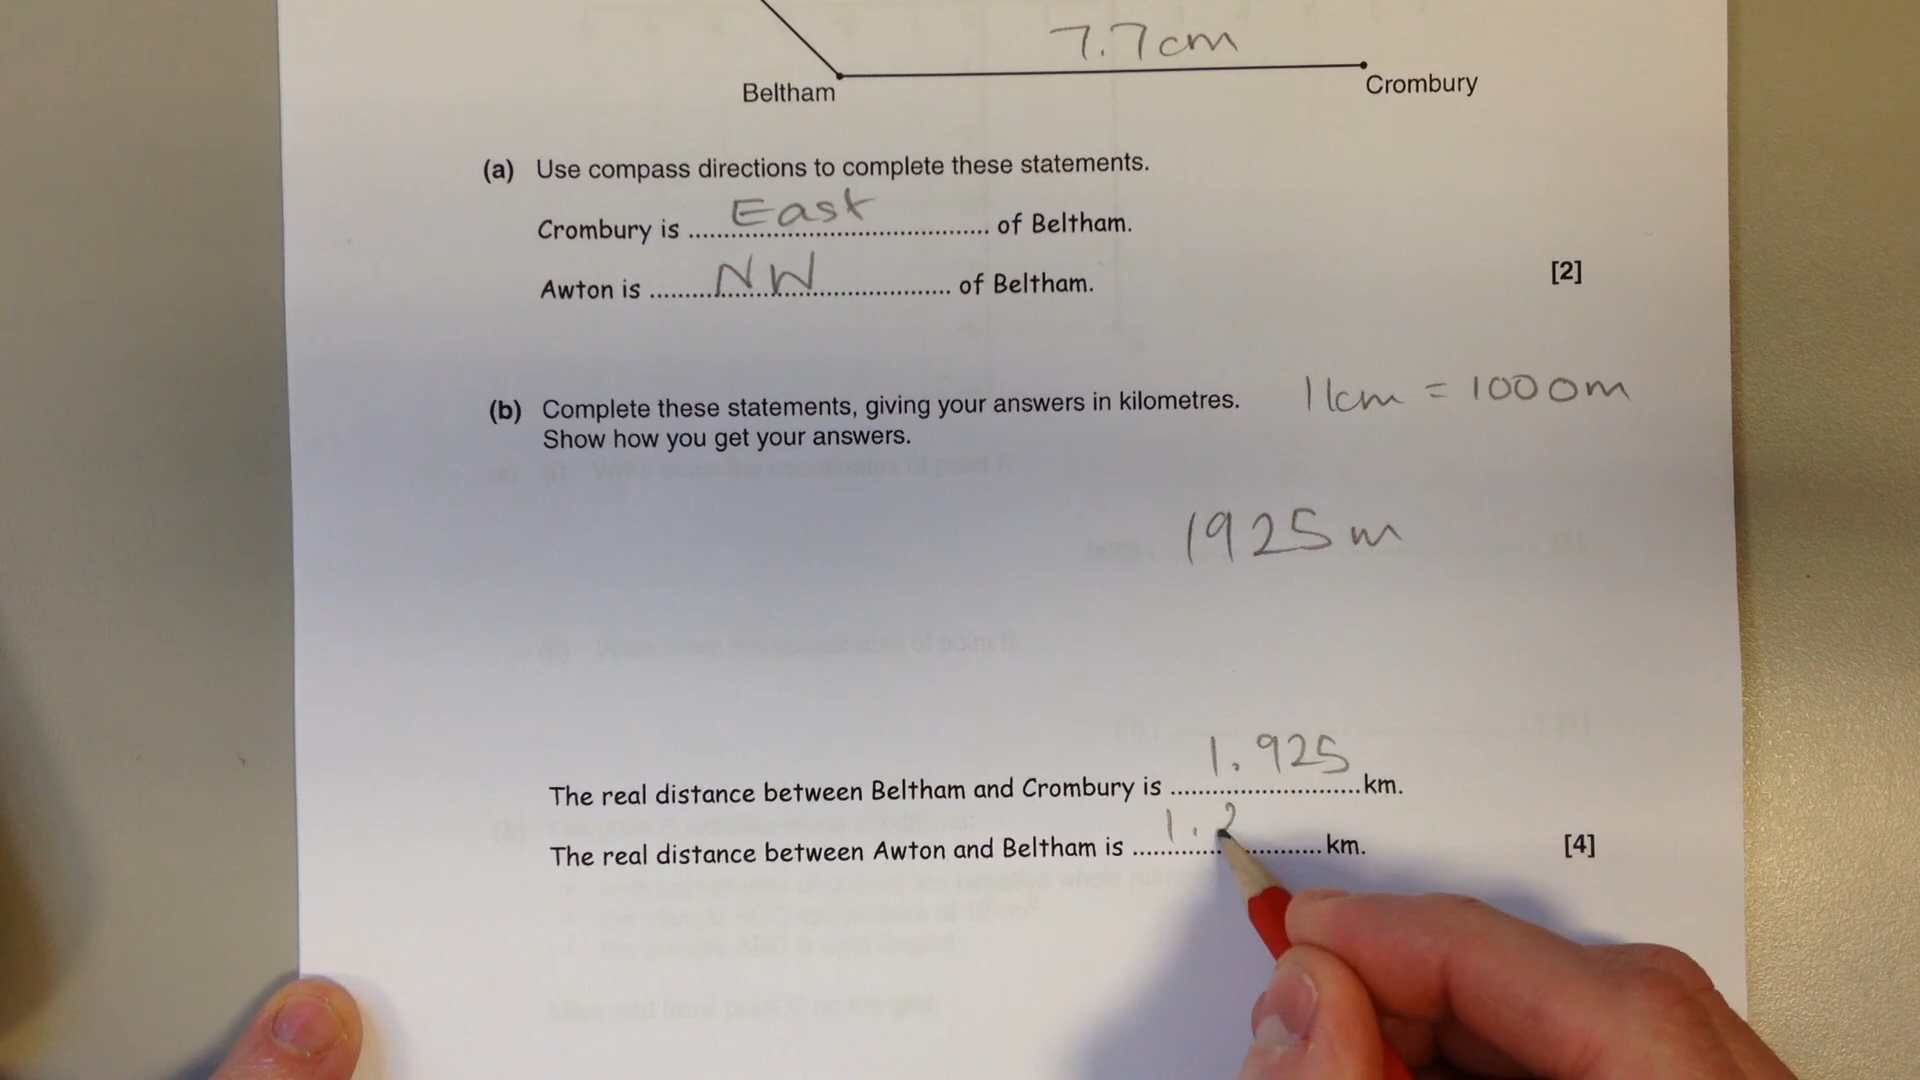 7.7cm
Beltham
Crombury
(a) Use compass directions to complete these statements.
Crombury is ........ East ........ of Beltham.
Awton is ........ NW ........ of Beltham.
[2]
(b) Complete these statements, giving your answers in kilometres.
1km = 1000m
Show how you get your answers.
1925m
The real distance between Beltham and Crombury is ........ 1.925 ........ km.
The real distance between Awton and Beltham is ........ 1.2 ........ km.
[4]